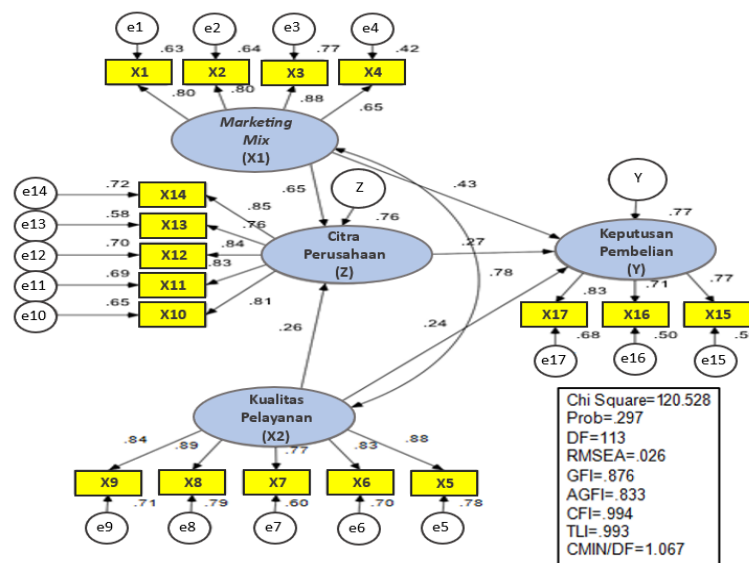 e1
e2
e3
e4
.63
.64
.77
.42
X1
X2
X3
X4
.80
.80
.88
.65
Marketing
Mix
(X1)
e14
e13
e12
e11
e10
.72
.58
.70
.69
.65
X14
X13
X12
X11
X10
.85
.76
.84
.83
.81
.65
Z
.76
Citra
Perusahaan
(Z)
.43
.27
.78
.24
.26
Y
.77
Keputusan
Pembelian
(Y)
.83
.71
.77
X17
X16
X15
.68
.50
e17
e16
e15
Kualitas
Pelayanan
(X2)
.84
.89
.77
.83
.88
X9
X8
X7
X6
X5
.71
.79
.60
.70
.78
e9
e8
e7
e6
e5
Chi Square=120.528
Prob=.297
DF=113
RMSEA=.026
GFI=.876
AGFI=.833
CFI=.994
TLI=.993
CMIN/DF=1.067